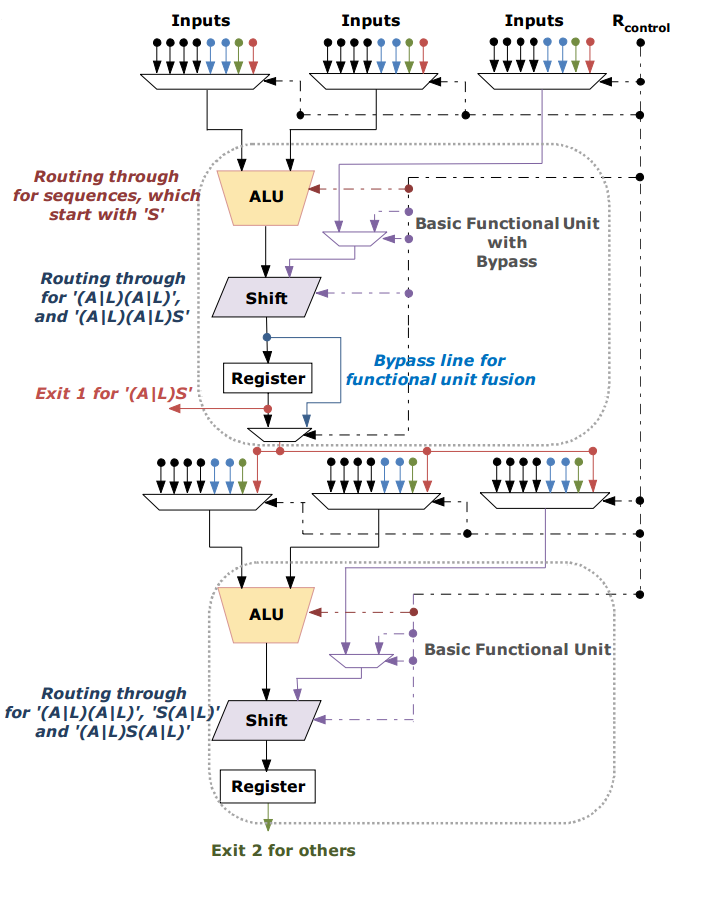 Inputs
Inputs
Inputs
Rcontrol
Routing through
for sequences, which
start with 'S'
ALU
Basic Functional Unit
with
Bypass
Routing through
for '(A|L)(A|L)',
and '(A|L)(A|L)S'
Shift
Bypass line for
functional unit fusion
Register
Exit 1 for '(A|L)S'
ALU
Basic Functional Unit
Routing through
for '(A|L)(A|L)', 'S(A|L)'
and '(A|L)S(A|L)'
Shift
Register
Exit 2 for others